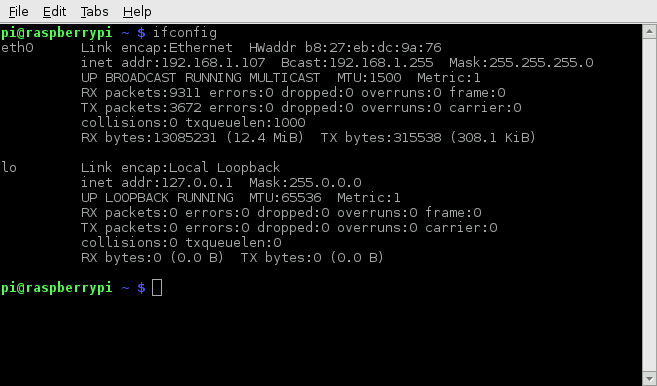 File Edit Tabs Help
pi@raspberrypi ~ $ ifconfig
eth0      Link encap:Ethernet  HWaddr b8:27:eb:dc:9a:76
          inet addr:192.168.1.107  Bcast:192.168.1.255  Mask:255.255.255.0
          UP BROADCAST RUNNING MULTICAST  MTU:1500  Metric:1
          RX packets:9311 errors:0 dropped:0 overruns:0 frame:0
          TX packets:3672 errors:0 dropped:0 overruns:0 carrier:0
          collisions:0 txqueuelen:1000
          RX bytes:13085231 (12.4 MiB)  TX bytes:315538 (308.1 KiB)

lo        Link encap:Local Loopback
          inet addr:127.0.0.1  Mask:255.0.0.0
          UP LOOPBACK RUNNING  MTU:65536  Metric:1
          RX packets:0 errors:0 dropped:0 overruns:0 frame:0
          TX packets:0 errors:0 dropped:0 overruns:0 carrier:0
          collisions:0 txqueuelen:0
          RX bytes:0 (0.0 B)  TX bytes:0 (0.0 B)

pi@raspberrypi ~ $